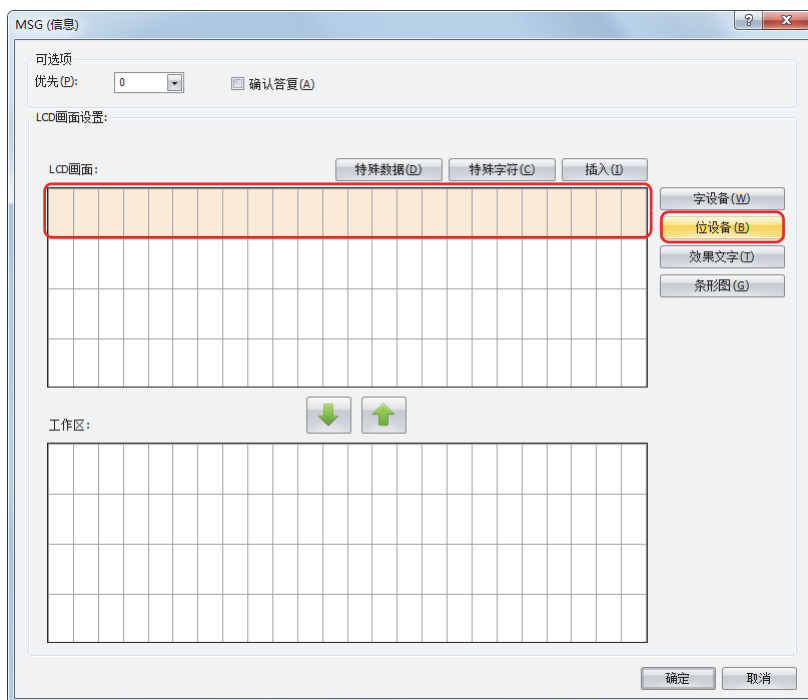 MSG (信息)
可选项
优先(P): 0 确认答复(A)
LCD画面设置:
LCD画面: 特殊数据(D) 特殊字符(C) 插入(I)
字设备(W)
位设备(B)
效果文字(T)
条形图(G)
工作区:
确定 取消